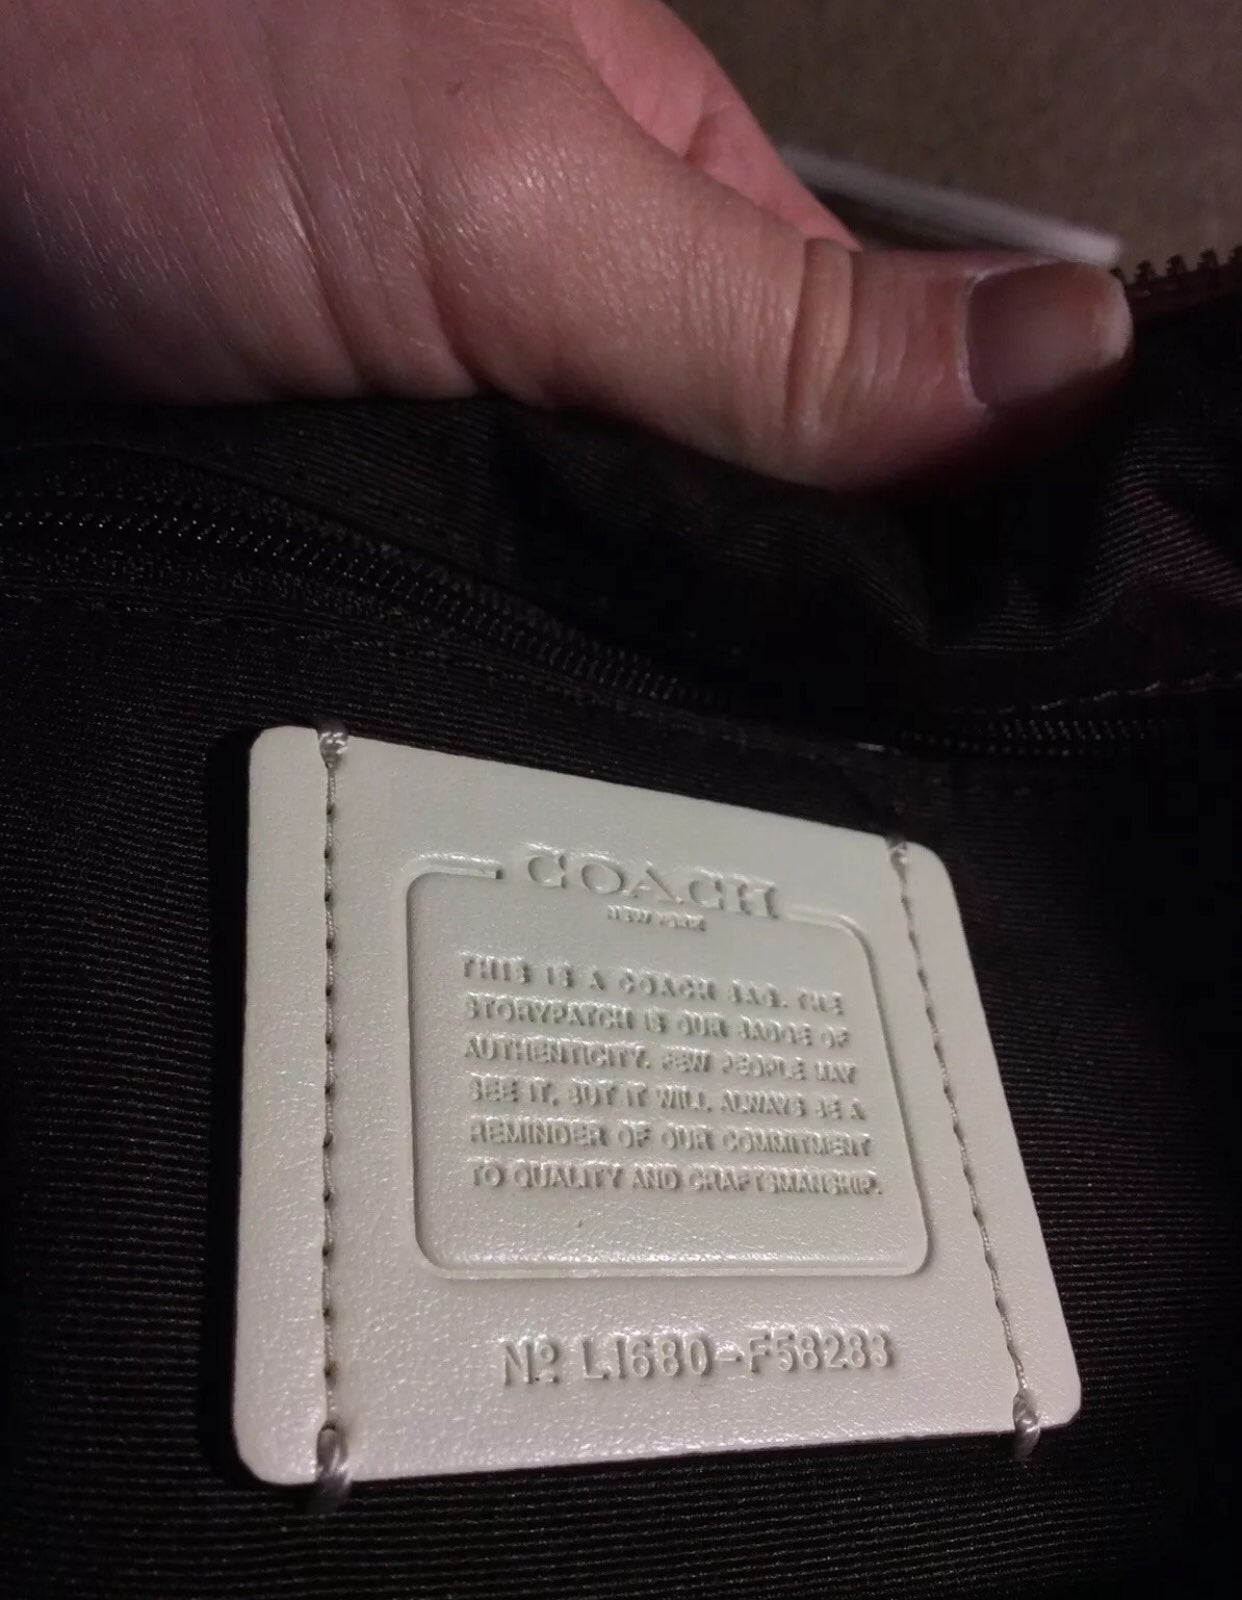 COACH
NEW YORK
THIS IS A COACH BAG. THE
STORYPATCH IS OUR BADGE OF
AUTHENTICITY. FEW PEOPLE MAY
SEE IT, BUT IT WILL ALWAYS BE A
REMINDER OF OUR COMMITMENT
TO QUALITY AND CRAFTSMANSHIP.
Nº L1680-F58283